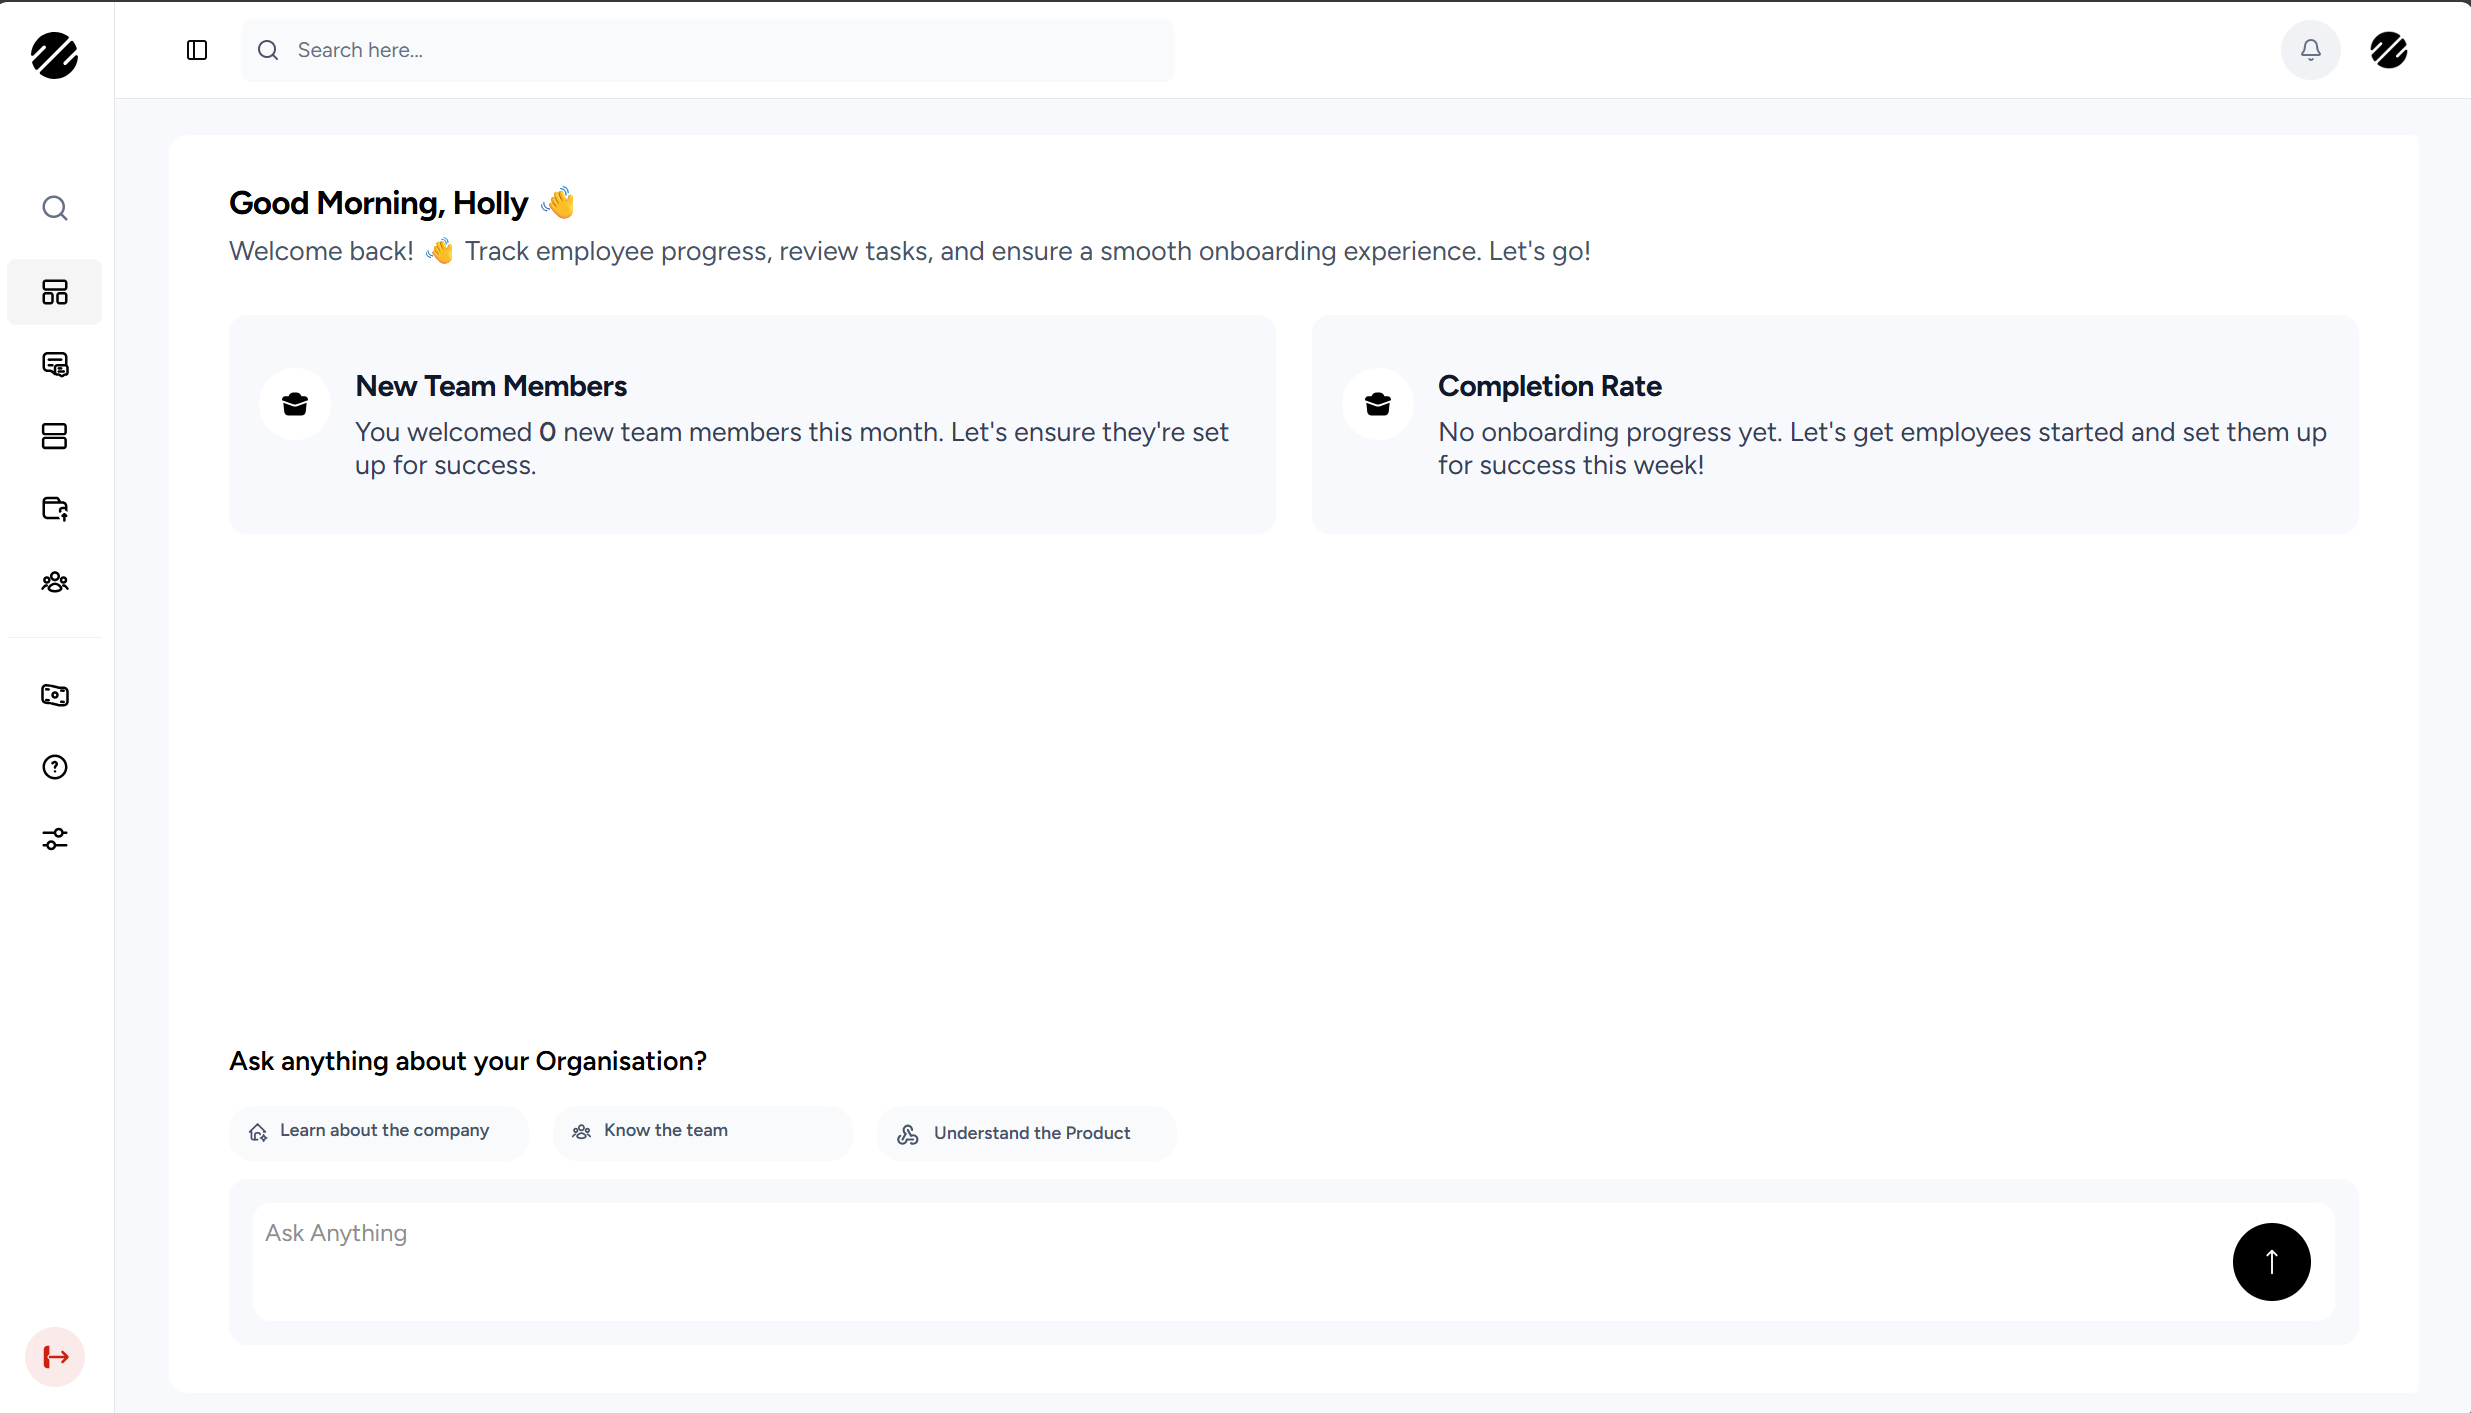 Search here...
Good Morning, Holly 👋
Welcome back! 👋 Track employee progress, review tasks, and ensure a smooth onboarding experience. Let's go!
New Team Members
You welcomed 0 new team members this month. Let's ensure they're set
up for success.
Completion Rate
No onboarding progress yet. Let's get employees started and set them up
for success this week!
Ask anything about your Organisation?
Learn about the company
Know the team
Understand the Product
Ask Anything